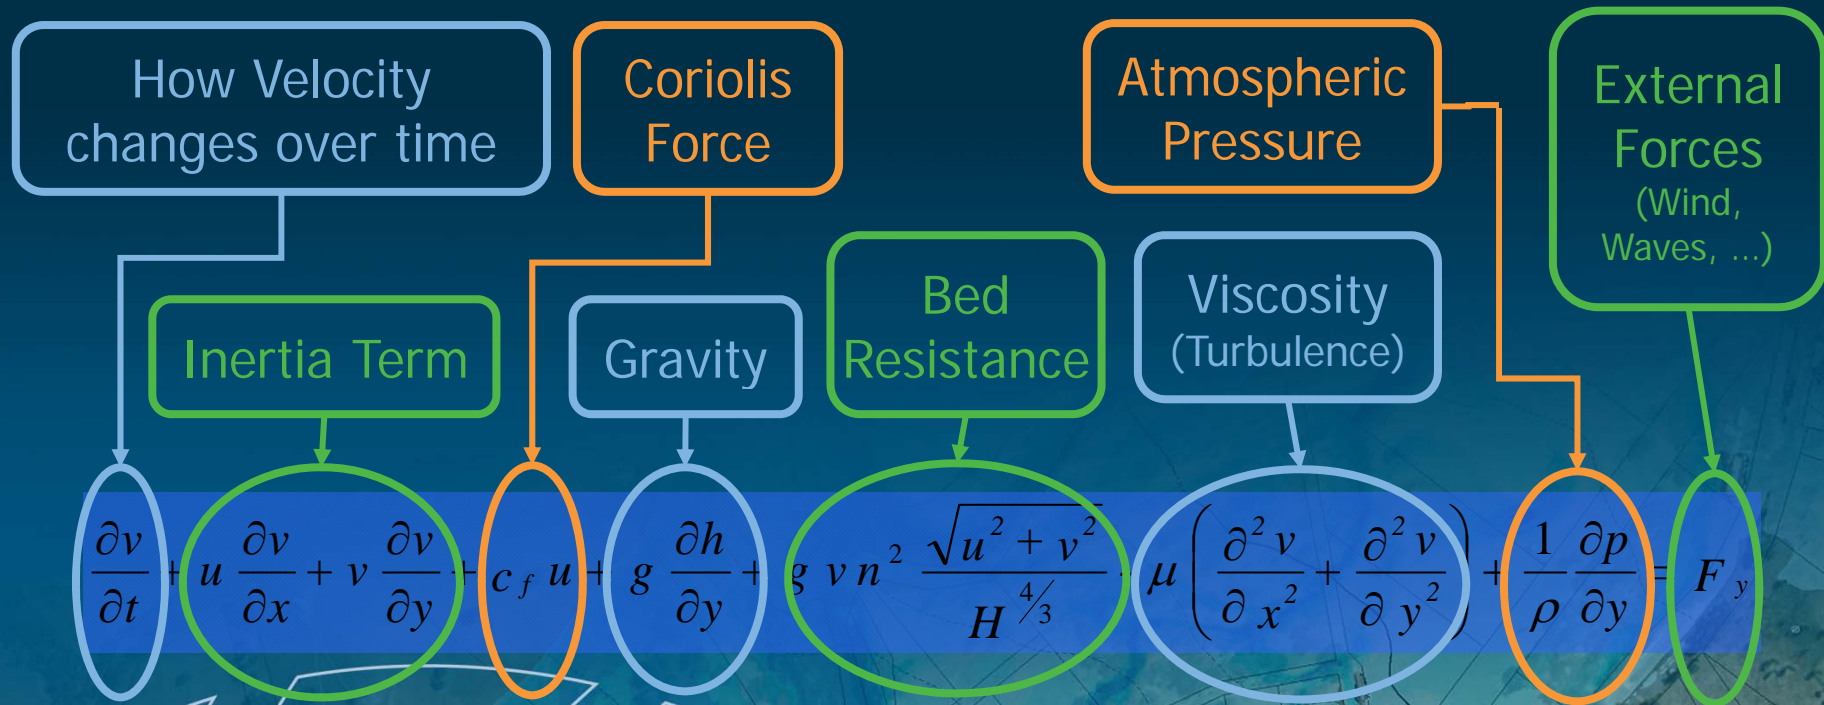 How Velocity
changes over time
Coriolis
Force
Atmospheric
Pressure
External
Forces
(Wind,
Waves, ...)
Inertia Term
Gravity
Bed
Resistance
Viscosity
(Turbulence)
∂v/∂t + u ∂v/∂x + v ∂v/∂y + c_f u + g ∂h/∂y + g v n² √(u² + v²)/H^(4/3) - μ(∂²v/∂x² + ∂²v/∂y²) + 1/ρ ∂p/∂y = F_y